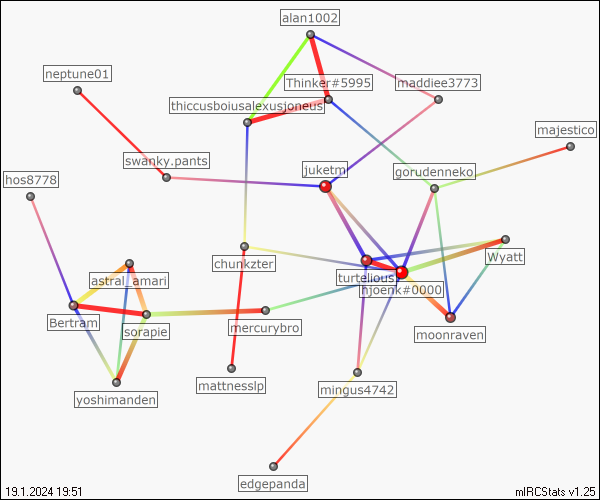 alan1002
neptune01
Thinker#5995
maddiee3773
thiccusboiusalexusjoneus
majestico
swanky.pants
juketm
gorudenneko
hos8778
chunkzter
Wyatt
astral_amari
turtelious
njoenk#0000
Bertram
sorapie
mercurybro
moonraven
mattnesslp
mingus4742
yoshimanden
edgepanda
19.1.2024 19:51
mIRCStats v1.25